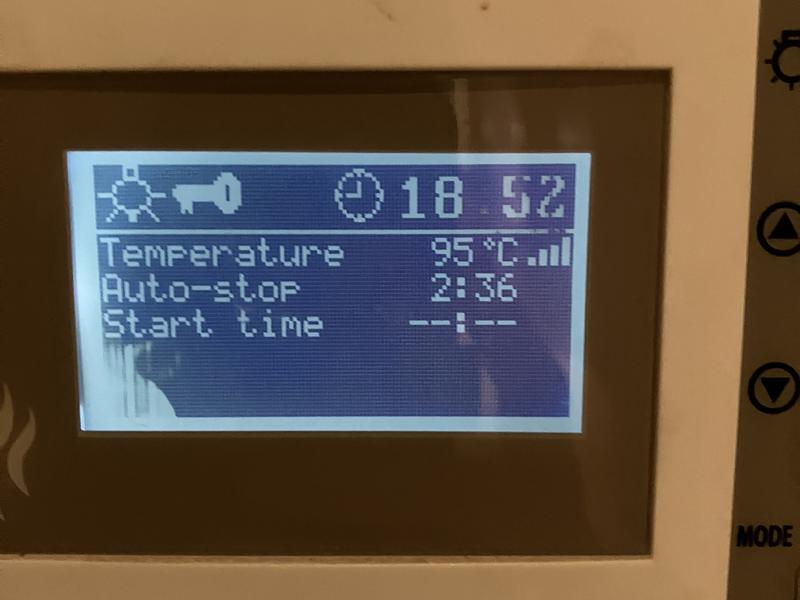 18 52
Temperature 95°C
Auto-stop 2:36
Start time --:--
MODE